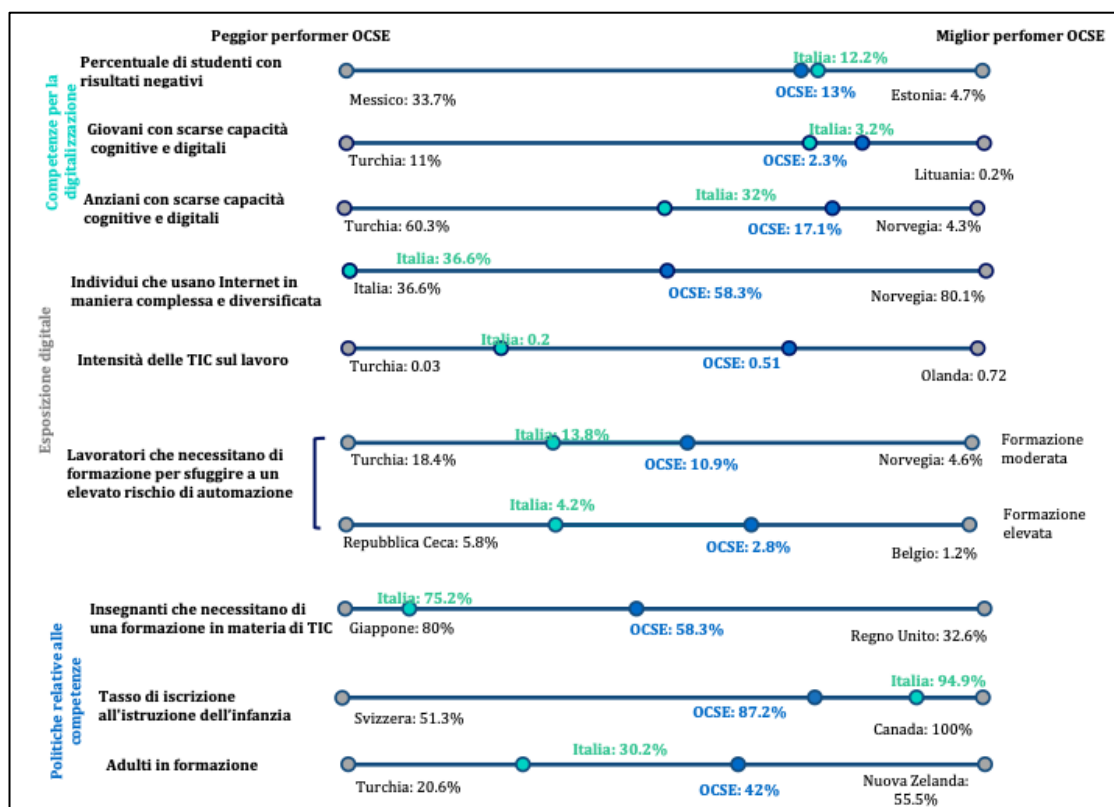 Peggior performer OCSE
Miglior perfomer OCSE
Competenze per la
digitalizzazione
Percentuale di studenti con
risultati negativi
Italia: 12.2%
OCSE: 13%
Messico: 33.7%
Estonia: 4.7%
Giovani con scarse capacità
cognitive e digitali
Italia: 3.2%
OCSE: 2.3%
Turchia: 11%
Lituania: 0.2%
Anziani con scarse capacità
cognitive e digitali
Italia: 32%
Turchia: 60.3%
OCSE: 17.1%
Norvegia: 4.3%
Esposizione digitale
Individui che usano Internet in
maniera complessa e diversificata
Italia: 36.6%
Italia: 36.6%
OCSE: 58.3%
Norvegia: 80.1%
Intensità delle TIC sul lavoro
Italia: 0.2
Turchia: 0.03
OCSE: 0.51
Olanda: 0.72
Lavoratori che necessitano di
formazione per sfuggire a un
elevato rischio di automazione
Italia: 13.8%
Turchia: 18.4%
OCSE: 10.9%
Norvegia: 4.6%
Formazione
moderata
Italia: 4.2%
Repubblica Ceca: 5.8%
OCSE: 2.8%
Belgio: 1.2%
Formazione
elevata
Politiche relative alle
competenze
Insegnanti che necessitano di
una formazione in materia di TIC
Italia: 75.2%
Giappone: 80%
OCSE: 58.3%
Regno Unito: 32.6%
Tasso di iscrizione
all'istruzione dell'infanzia
Italia: 94.9%
Svizzera: 51.3%
OCSE: 87.2%
Canada: 100%
Adulti in formazione
Italia: 30.2%
Turchia: 20.6%
OCSE: 42%
Nuova Zelanda:
55.5%